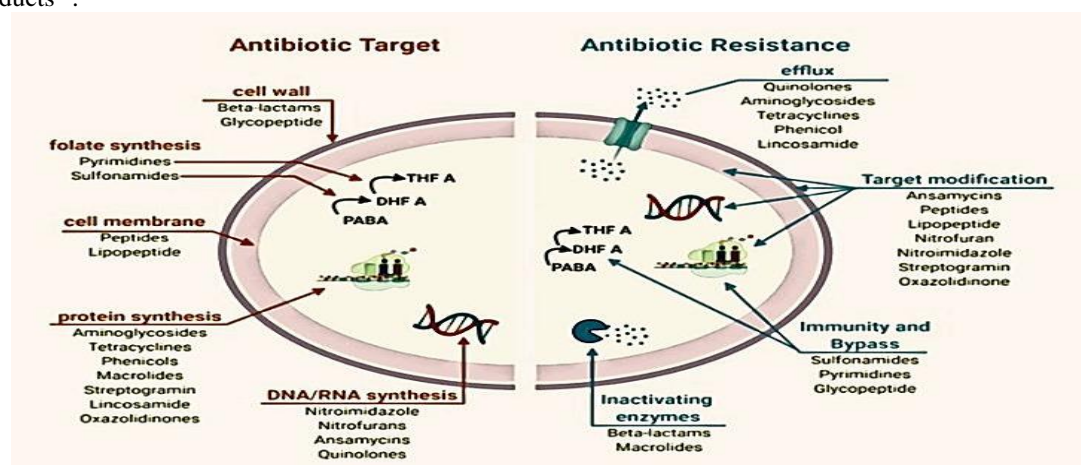 ducts
Antibiotic Target
cell wall
Beta-lactams
Glycopeptide
folate synthesis
Pyrimidines
Sulfonamides
THF A
DHF A
PABA
cell membrane
Peptides
Lipopeptide
protein synthesis
Aminoglycosides
Tetracyclines
Phenicols
Macrolides
Streptogramin
Lincosamide
Oxazolidinones
DNA/RNA synthesis
Nitroimidazole
Nitrofurans
Ansamycins
Quinolones
Antibiotic Resistance
efflux
Quinolones
Aminoglycosides
Tetracyclines
Phenicol
Lincosamide
Target modification
Ansamycins
Peptides
Lipopeptide
Nitrofuran
Nitroimidazole
Streptogramin
Oxazolidinone
THF A
DHF A
PABA
Immunity and
Bypass
Sulfonamides
Pyrimidines
Glycopeptide
Inactivating
enzymes
Beta-lactams
Macrolides